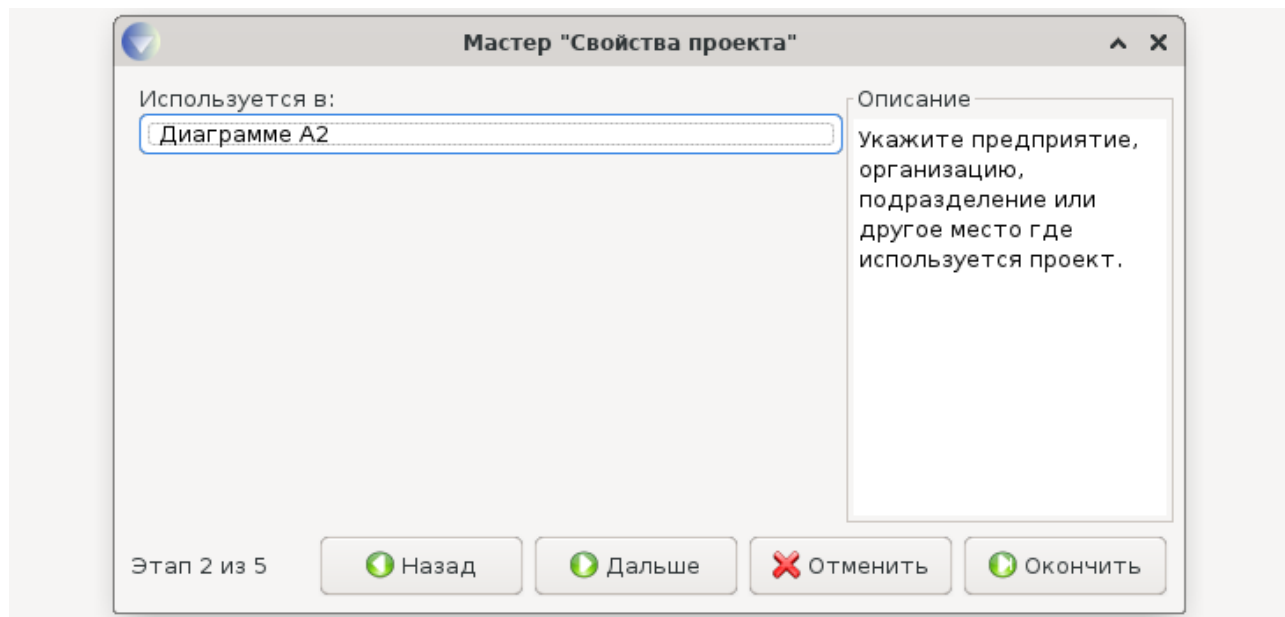 Мастер "Свойства проекта"
Используется в:
Диаграмме А2
Описание
Укажите предприятие,
организацию,
подразделение или
другое место где
используется проект.
Этап 2 из 5
Назад
Дальше
Отменить
Окончить